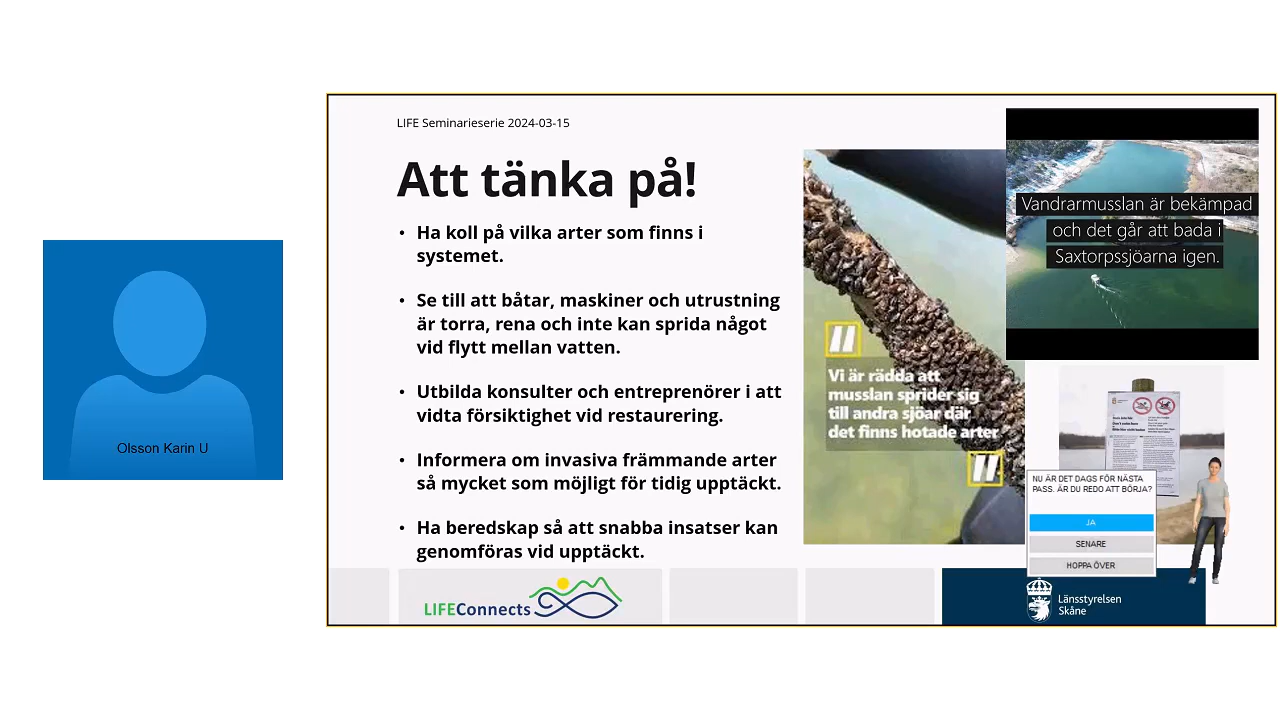 Olsson Karin U
LIFE Seminarieserie 2024-03-15
Att tänka på!
• Ha koll på vilka arter som finns i
systemet.
• Se till att båtar, maskiner och utrustning
är torra, rena och inte kan sprida något
vid flytt mellan vatten.
• Utbilda konsulter och entreprenörer i att
vidta försiktighet vid restaurering.
• Informera om invasiva främmande arter
så mycket som möjligt för tidig upptäckt.
• Ha beredskap så att snabba insatser kan
genomföras vid upptäckt.
Vi är rädda att
musslan sprider sig
till andra sjöar där
det finns hotade arter
Vandrarmusslan är bekämpad
och det går att bada i
Saxtorpssjöarna igen.
NU ÄR DET DAGS FÖR NÄSTA
PASS. ÄR DU REDO ATT BÖRJA?
JA
SENARE
HOPPA ÖVER
LIFEConnects
Länsstyrelsen
Skåne